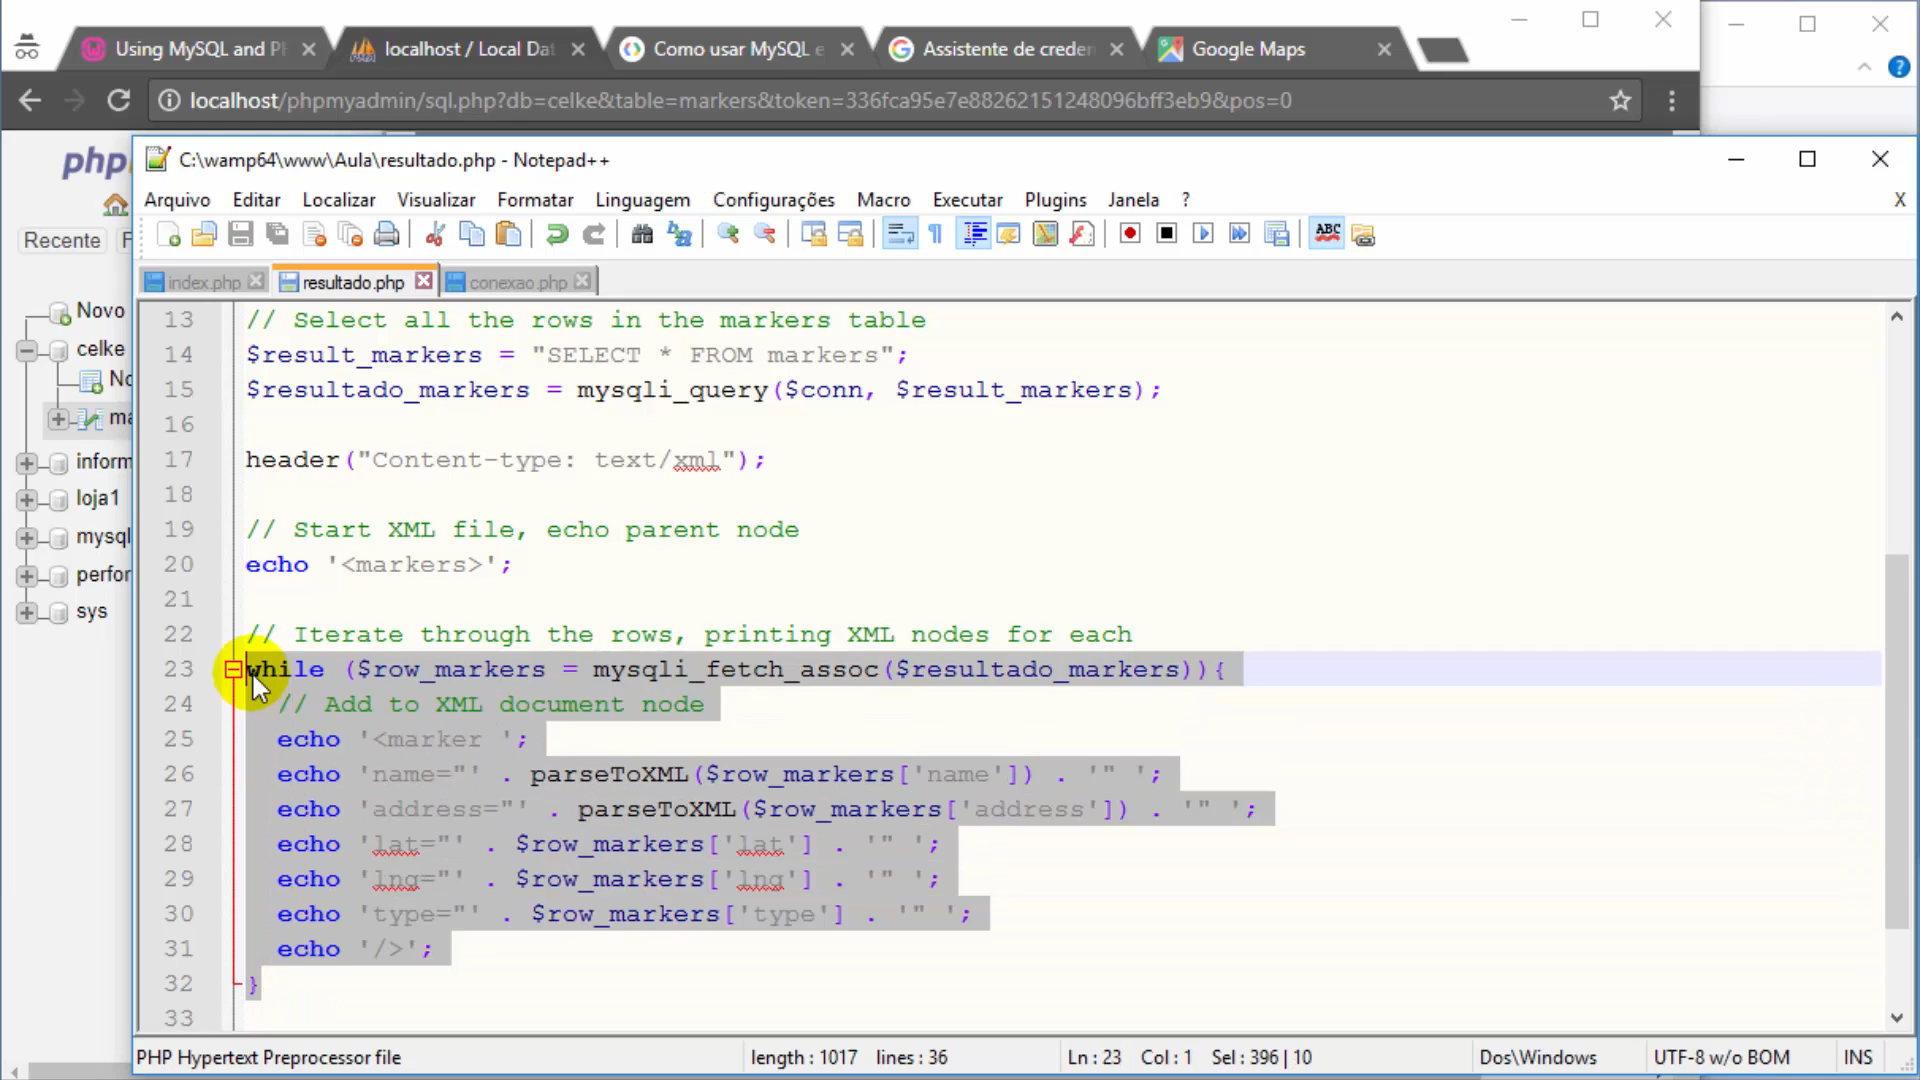 Using MySQL and P
localhost / Local Dat
Como usar MySQL e
Assistente de creden
Google Maps
localhost/phpmyadmin/sql.php?db=celke&table=markers&token=336fca95e7e88262151248096bff3eb9&pos=0
php
Recente
F
Novo
celke
No
ma
inform
loja1
mysql
perfor
sys
C:\wamp64\www\Aula\resultado.php - Notepad++
Arquivo Editar Localizar Visualizar Formatar Linguagem Configurações Macro Executar Plugins Janela ?
X
ABC
index.php
resultado.php
conexao.php
13 // Select all the rows in the markers table
14 $result_markers = "SELECT * FROM markers";
15 $resultado_markers = mysqli_query($conn, $result_markers);
16
17 header("Content-type: text/xml");
18
19 // Start XML file, echo parent node
20 echo '<markers>';
21
22 // Iterate through the rows, printing XML nodes for each
23 while ($row_markers = mysqli_fetch_assoc($resultado_markers)){
24 // Add to XML document node
25 echo '<marker ';
26 echo 'name="' . parseToXML($row_markers['name']) . '" ';
27 echo 'address="' . parseToXML($row_markers['address']) . '" ';
28 echo 'lat="' . $row_markers['lat'] . '" ';
29 echo 'lng="' . $row_markers['lng'] . '" ';
30 echo 'type="' . $row_markers['type'] . '" ';
31 echo '/>';
32 }
33
PHP Hypertext Preprocessor file
length : 1017 lines : 36
Ln : 23 Col : 1 Sel : 396 | 10
Dos\Windows
UTF-8 w/o BOM
INS